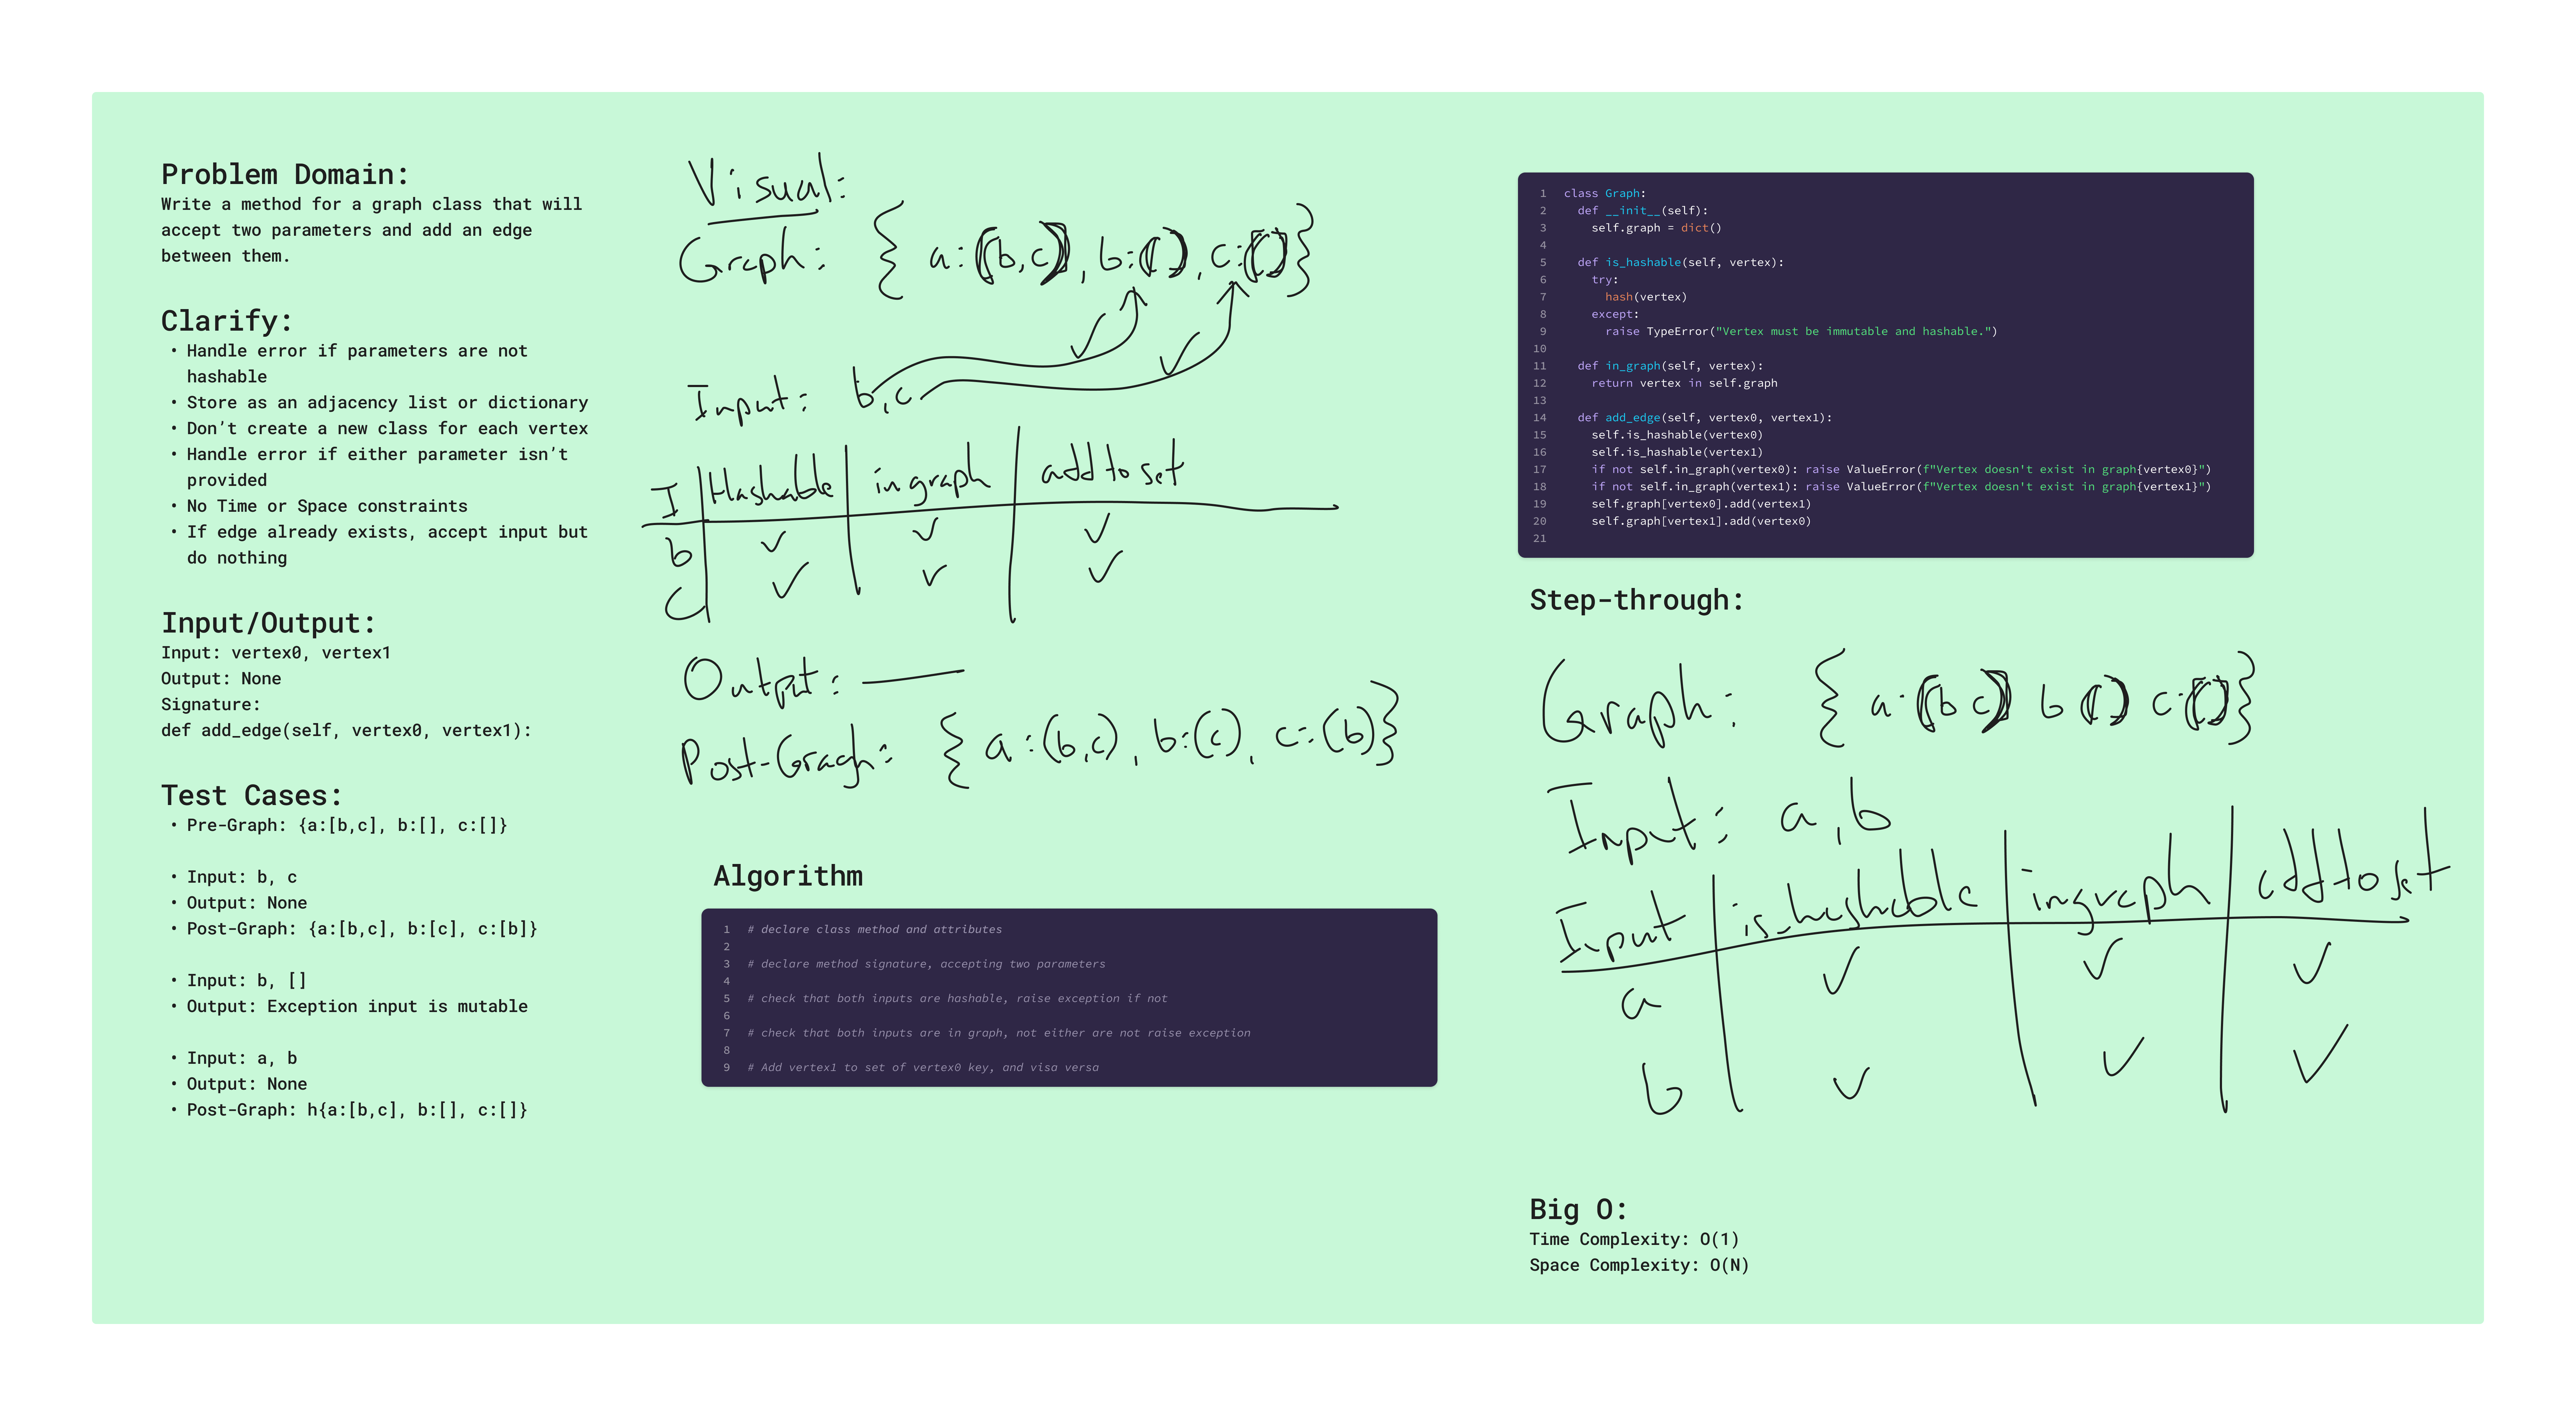 Problem Domain:
Write a method for a graph class that will
accept two parameters and add an edge
between them.
Clarify:
• Handle error if parameters are not
hashable
• Store as an adjacency list or dictionary
• Don’t create a new class for each vertex
• Handle error if either parameter isn’t
provided
• No Time or Space constraints
• If edge already exists, accept input but
do nothing
Input/Output:
Input: vertex0, vertex1
Output: None
Signature:
def add_edge(self, vertex0, vertex1):
Test Cases:
• Pre-Graph: {a:[b,c], b:[], c:[]}
• Input: b, c
• Output: None
• Post-Graph: {a:[b,c], b:[c], c:[b]}
• Input: b, []
• Output: Exception input is mutable
• Input: a, b
• Output: None
• Post-Graph: h{a:[b,c], b:[], c:[]}
Visual:
Graph: { a:(b,c), b:(), c:()}
Input: b,c
I Hashable in graph add to set
b ✓ ✓ ✓
c ✓ ✓ ✓
Output: —
Post-Graph: {a:(b,c), b:(c), c:(b)}
Algorithm
1 # declare class method and attributes
2
3 # declare method signature, accepting two parameters
4
5 # check that both inputs are hashable, raise exception if not
6
7 # check that both inputs are in graph, not either are not raise exception
8
9 # Add vertex1 to set of vertex0 key, and visa versa
1 class Graph:
2 def __init__(self):
3 self.graph = dict()
4
5 def is_hashable(self, vertex):
6 try:
7 hash(vertex)
8 except:
9 raise TypeError("Vertex must be immutable and hashable.")
10
11 def in_graph(self, vertex):
12 return vertex in self.graph
13
14 def add_edge(self, vertex0, vertex1):
15 self.is_hashable(vertex0)
16 self.is_hashable(vertex1)
17 if not self.in_graph(vertex0): raise ValueError(f"Vertex doesn't exist in graph{vertex0}")
18 if not self.in_graph(vertex1): raise ValueError(f"Vertex doesn't exist in graph{vertex1}")
19 self.graph[vertex0].add(vertex1)
20 self.graph[vertex1].add(vertex0)
21
Step-through:
Graph: { a:(b c) b () c:()}
Input: a,b
Input is_hashable in graph add to set
a ✓ ✓ ✓
b ✓ ✓ ✓
Big O:
Time Complexity: O(1)
Space Complexity: O(N)